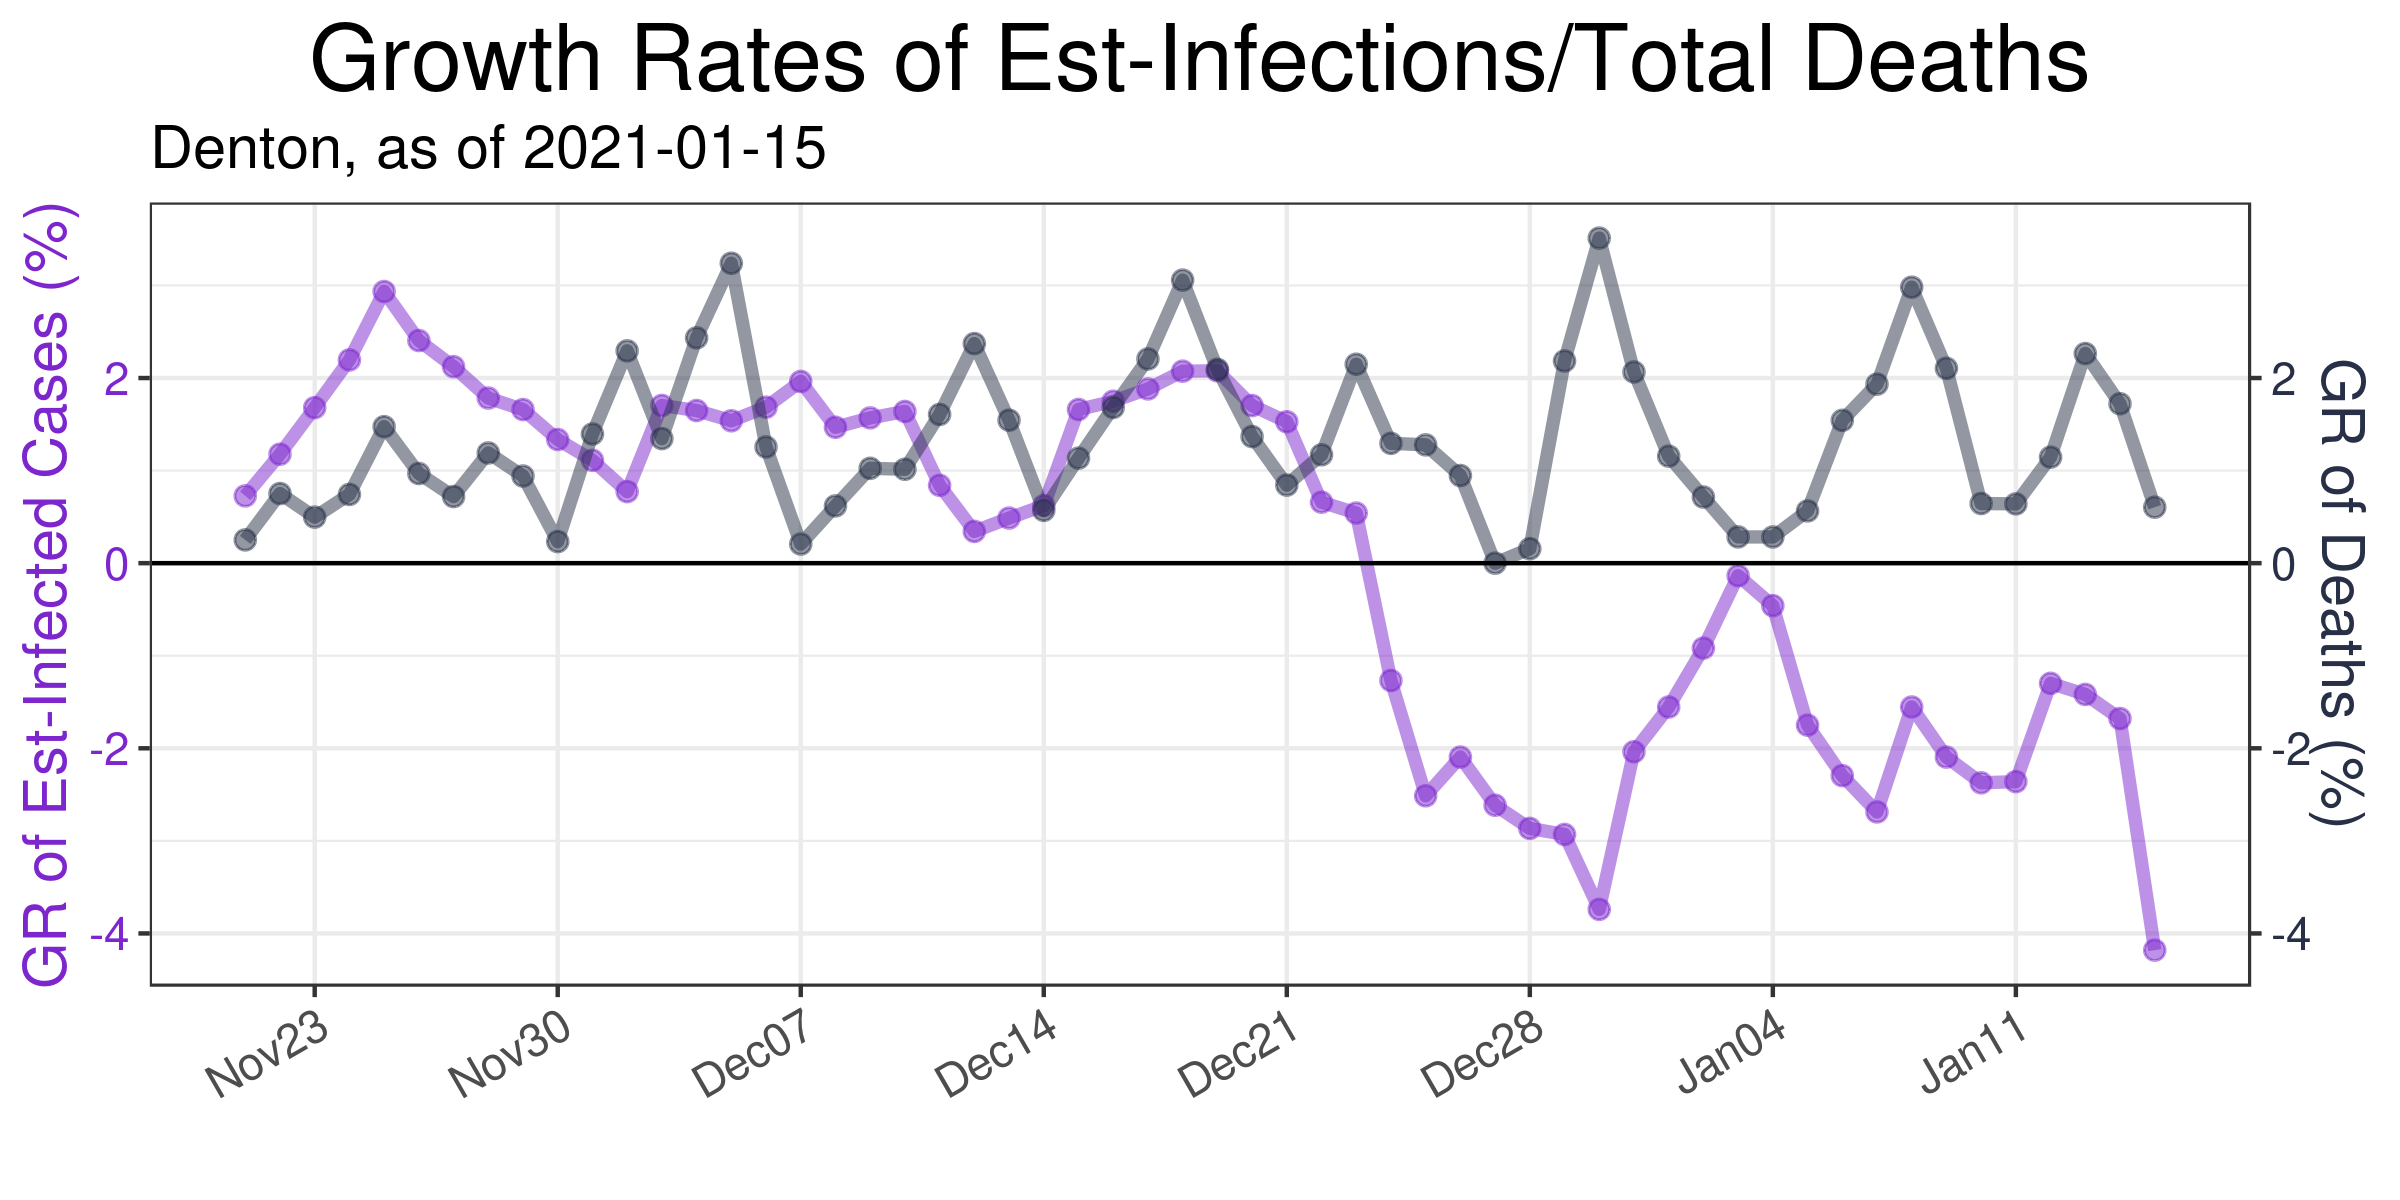 Growth Rates of Est-Infections/Total Deaths
Denton, as of 2021-01-15
GR of Est-Infected Cases (%)
2
0
-2
-4
2
0
-2
-4
GR of Deaths (%)
Nov23
Nov30
Dec07
Dec14
Dec21
Dec28
Jan04
Jan11